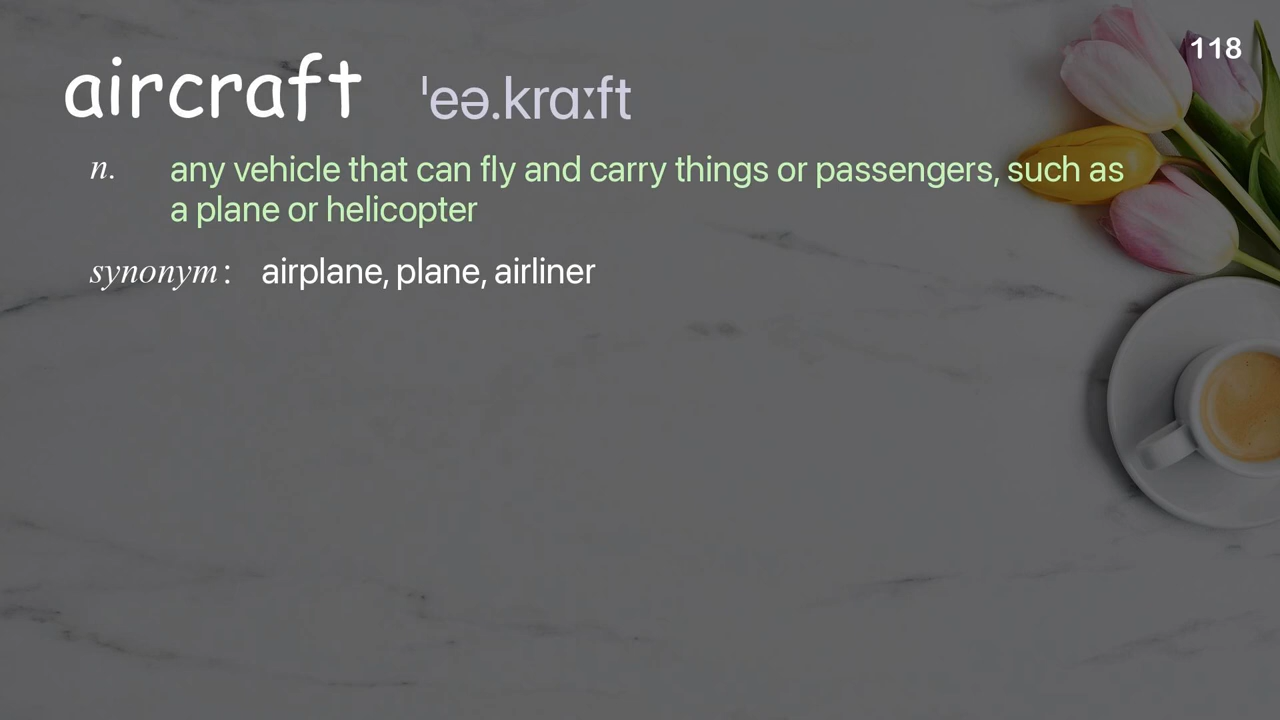 118
aircraft ˈeə.krɑːft
n. any vehicle that can fly and carry things or passengers, such as
a plane or helicopter
synonym: airplane, plane, airliner